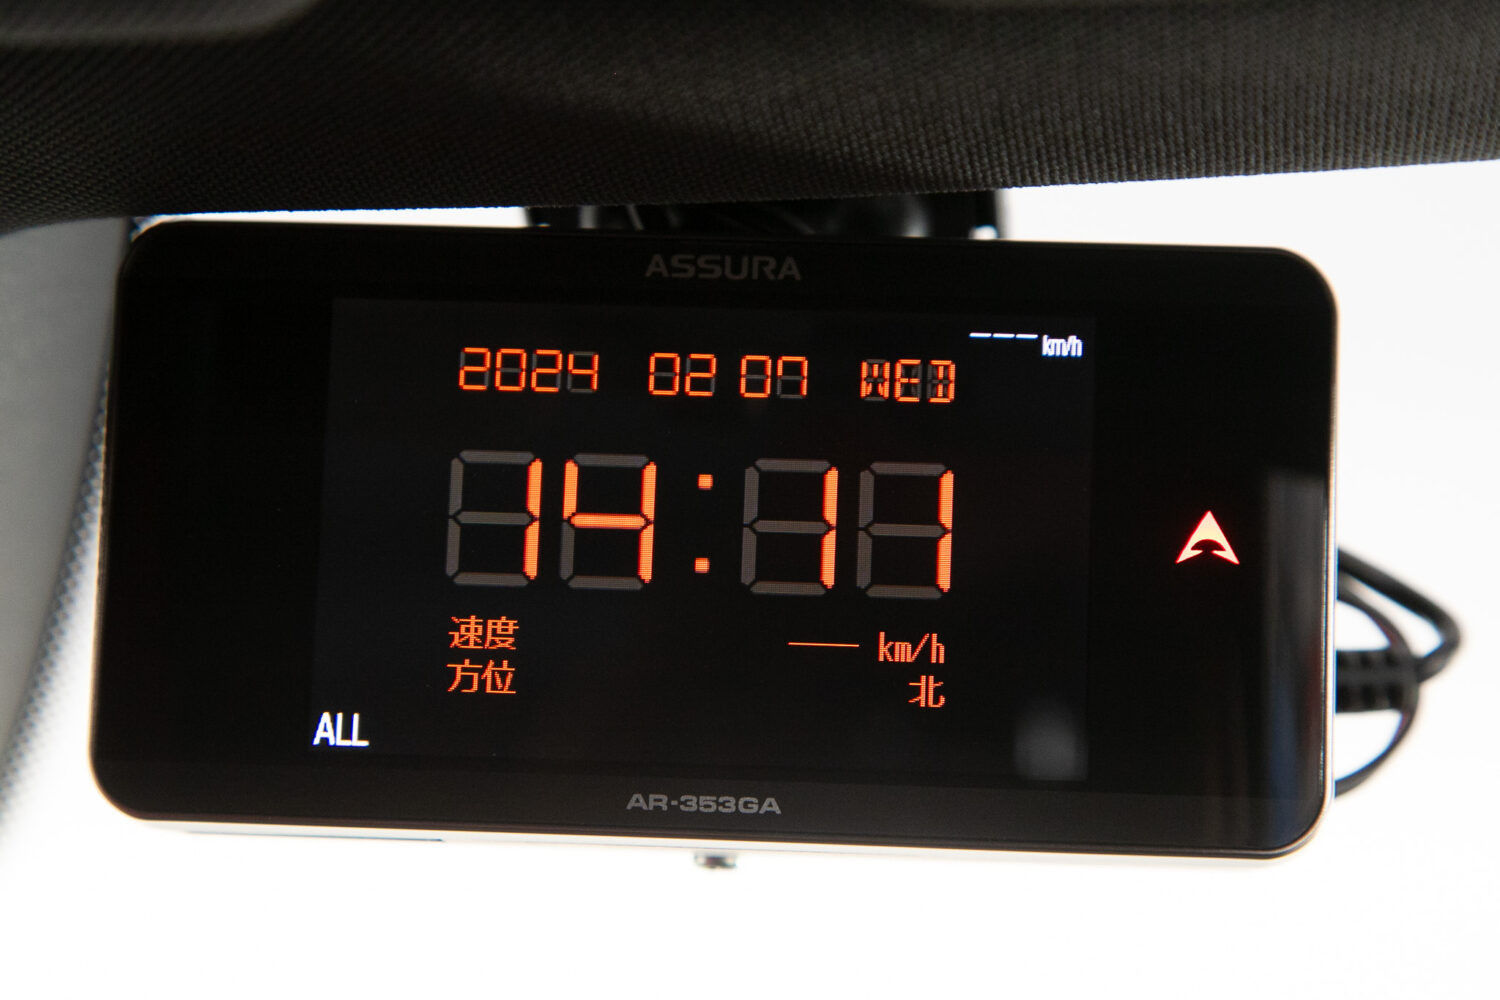 ASSURA
--- km/h
2024 02 07 WED
14:11
速度 — km/h
方位 北
ALL
AR-353GA